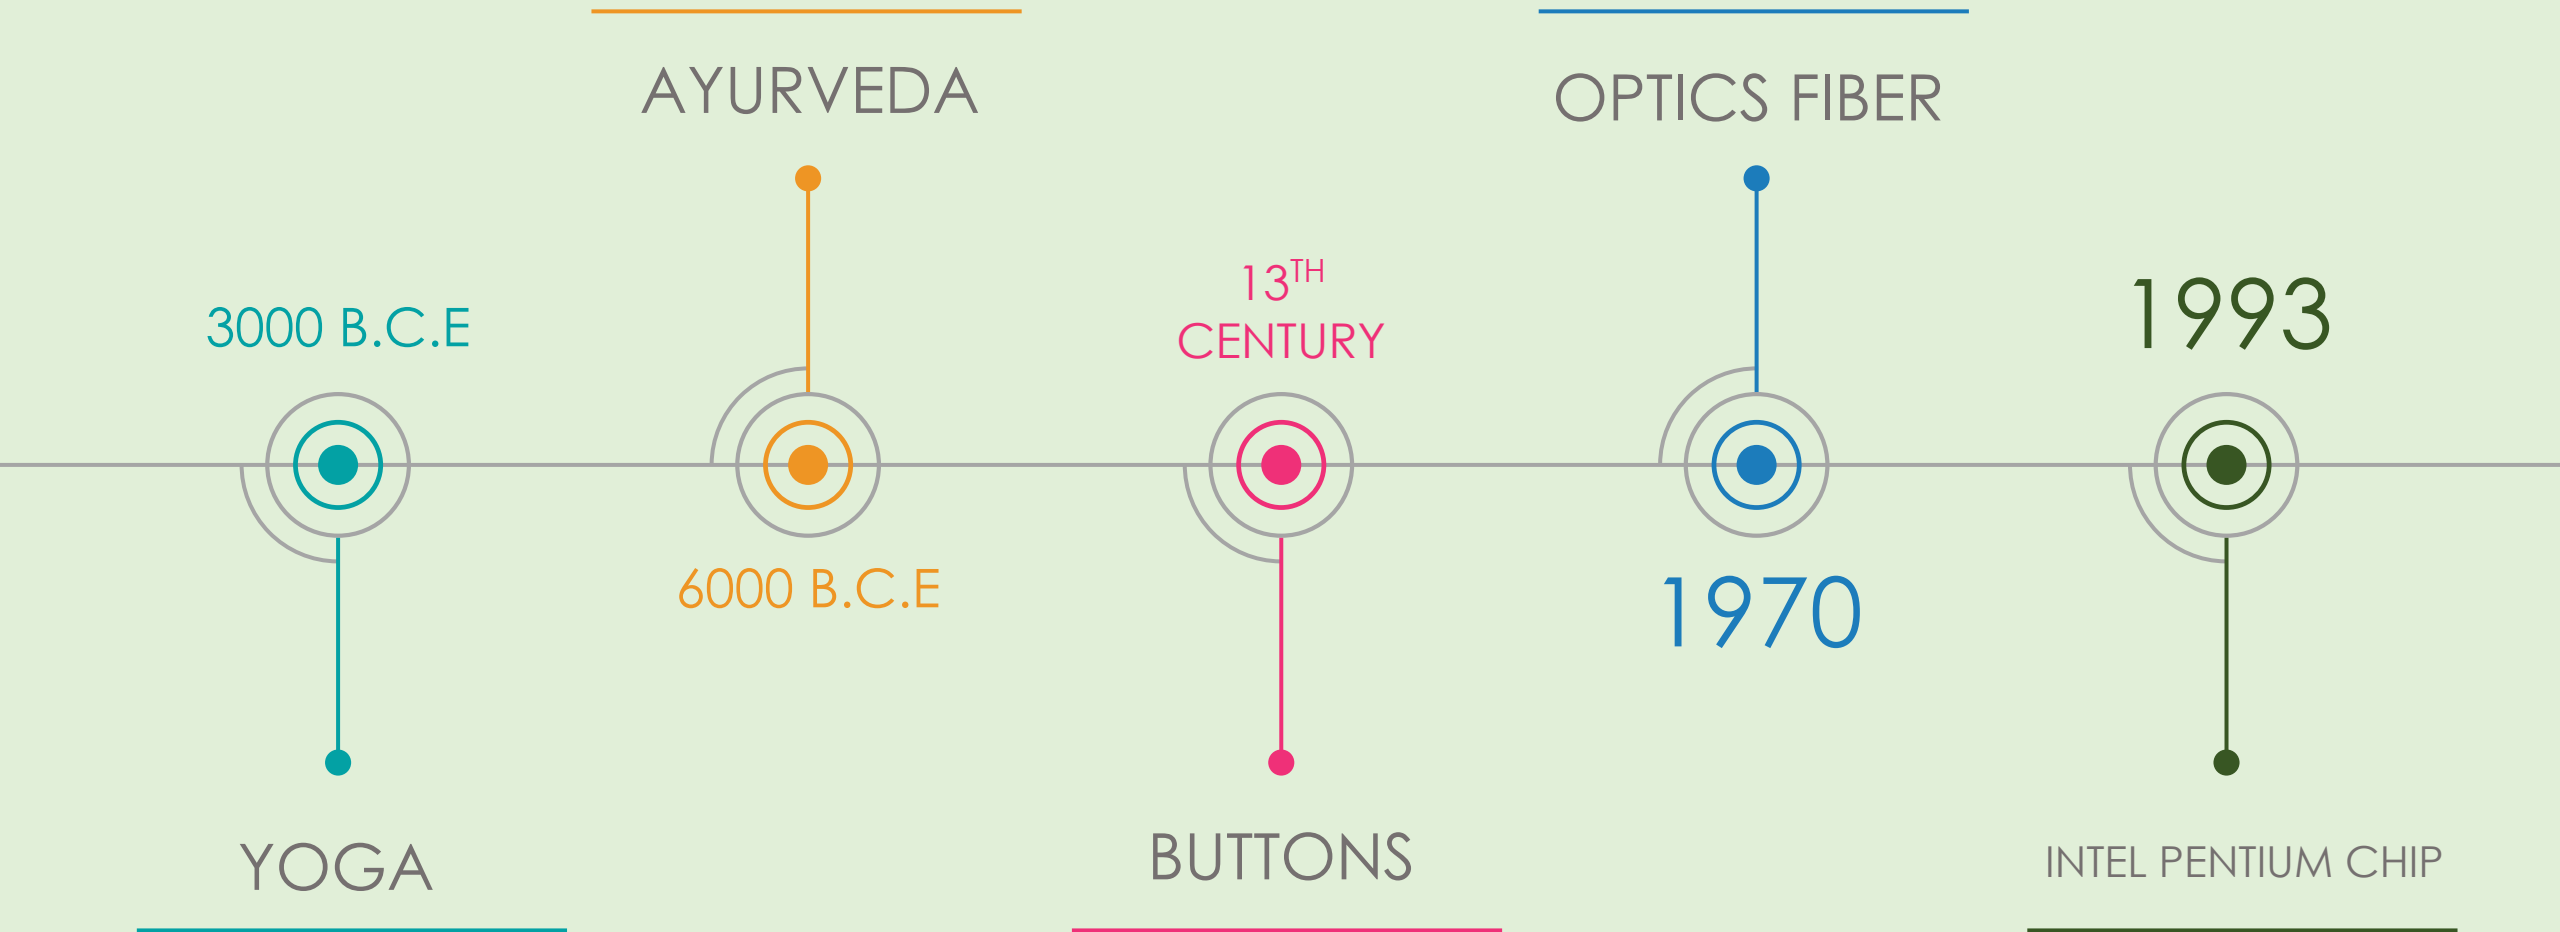 AYURVEDA
OPTICS FIBER
3000 B.C.E
13TH
CENTURY
1993
6000 B.C.E
1970
YOGA
BUTTONS
INTEL PENTIUM CHIP